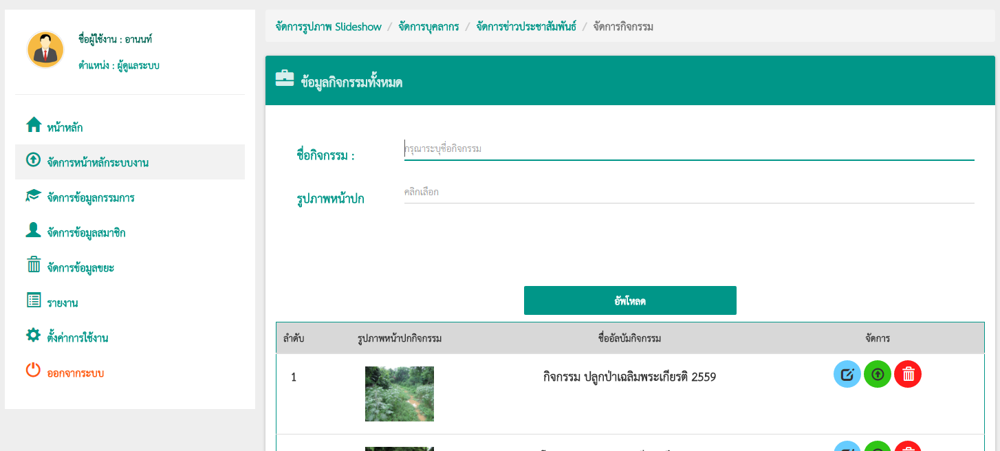 ชื่อผู้ใช้งาน : อานนท์
ตำแหน่ง : ผู้ดูแลระบบ
หน้าหลัก
จัดการหน้าหลักระบบงาน
จัดการข้อมูลกรรมการ
จัดการข้อมูลสมาชิก
จัดการข้อมูลขยะ
รายงาน
ตั้งค่าการใช้งาน
ออกจากระบบ
จัดการรูปภาพ Slideshow / จัดการบุคลากร / จัดการข่าวประชาสัมพันธ์ / จัดการกิจกรรม
ข้อมูลกิจกรรมทั้งหมด
ชื่อกิจกรรม : กรุณาระบุชื่อกิจกรรม
รูปภาพหน้าปก คลิกเลือก
อัพโหลด
ลำดับ รูปภาพหน้าปกกิจกรรม ชื่ออัลบัมกิจกรรม จัดการ
1 กิจกรรม ปลูกป่าเฉลิมพระเกียรติ 2559